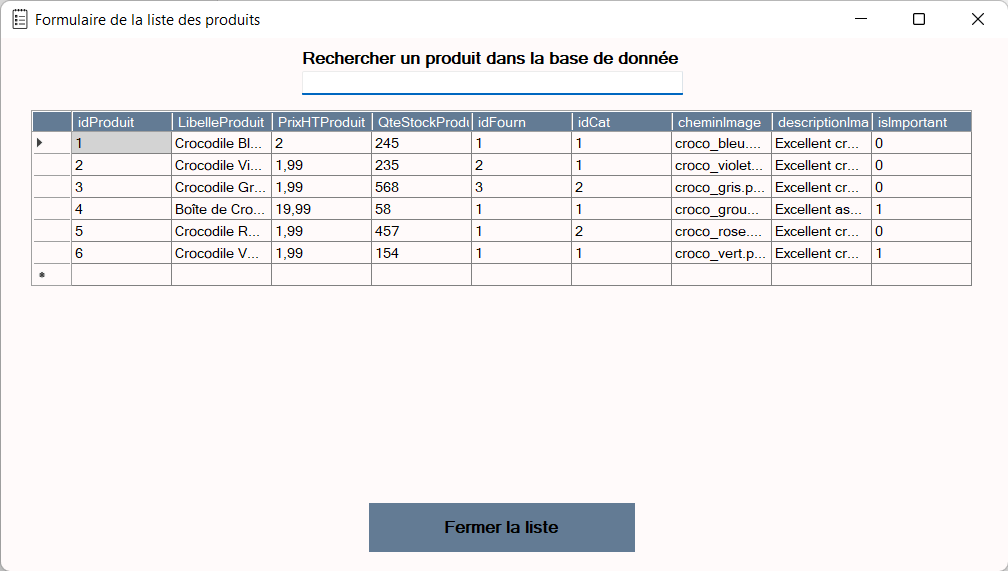 Formulaire de la liste des produits
Rechercher un produit dans la base de donnée
idProduit LibelleProduit PrixHTProduit QteStockProdu idFourn idCat cheminImage descriptionIma isImportant
1 Crocodile Bl... 2 245 1 1 croco_bleu.... Excellent cr... 0
2 Crocodile Vi... 1,99 235 2 1 croco_violet... Excellent cr... 0
3 Crocodile Gr... 1,99 568 3 2 croco_gris.p... Excellent cr... 0
4 Boîte de Cro... 19,99 58 1 1 croco_grou... Excellent as... 1
5 Crocodile R... 1,99 457 1 2 croco_rose.... Excellent cr... 0
6 Crocodile V... 1,99 154 1 1 croco_vert.p... Excellent cr... 1
Fermer la liste